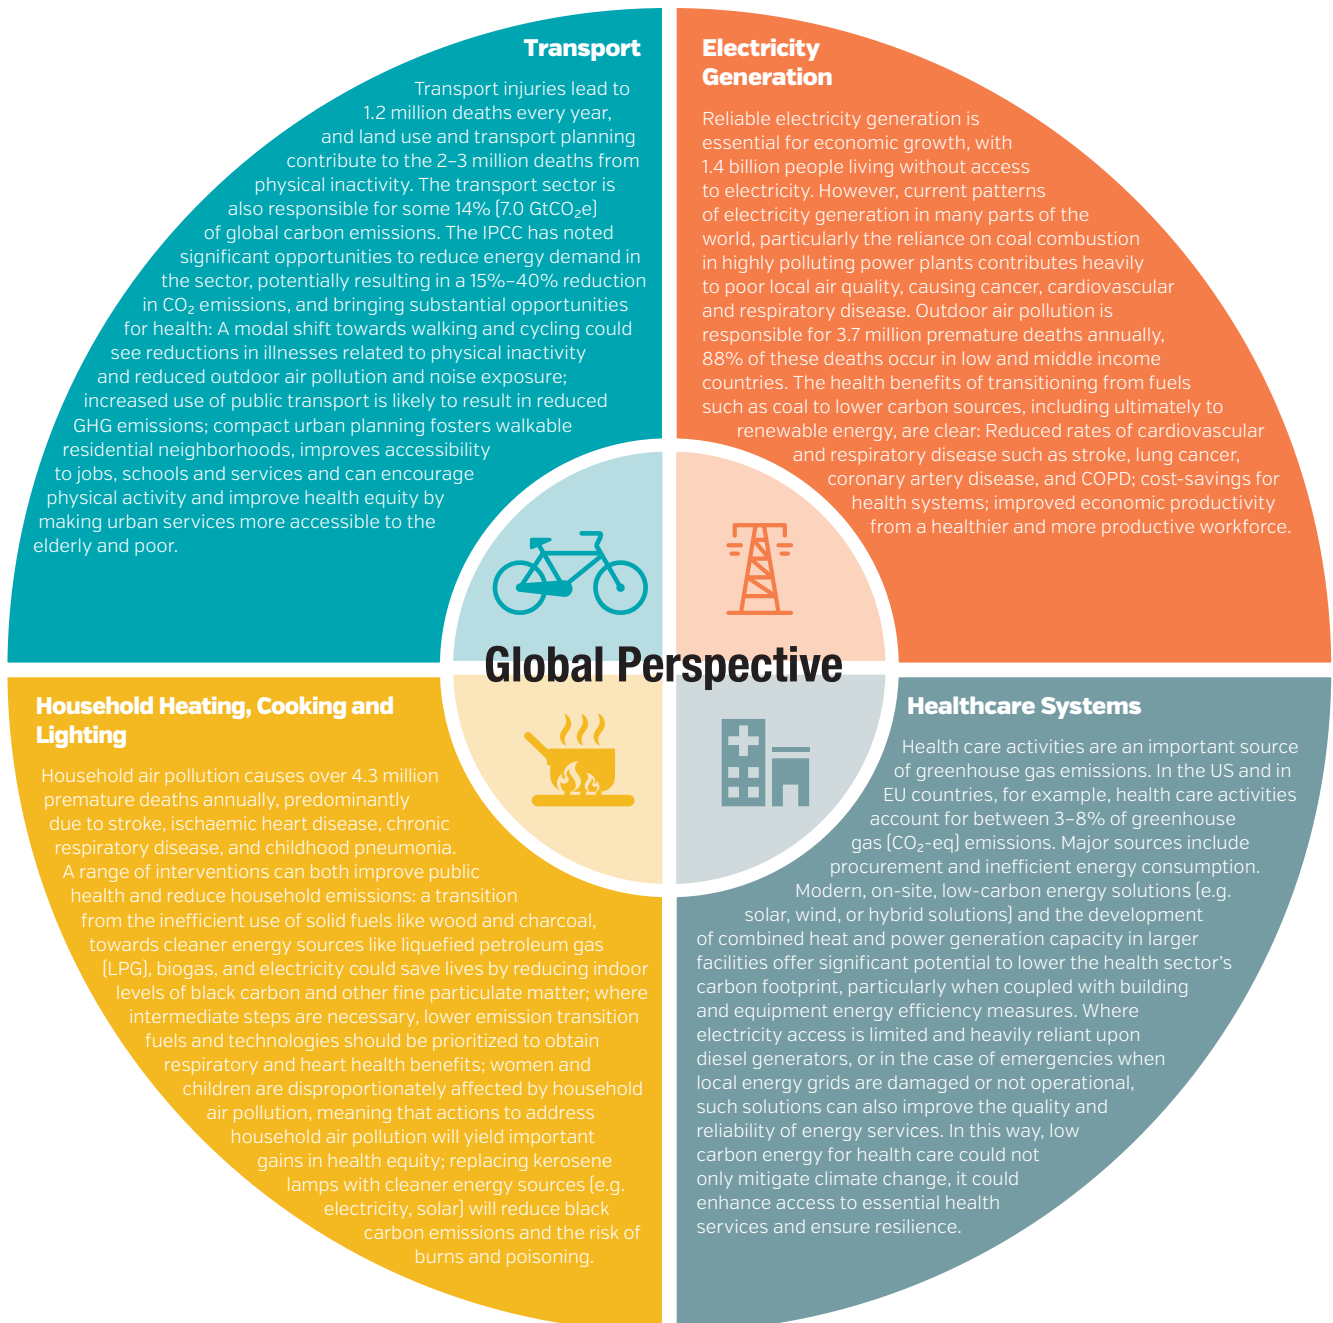 Transport
Transport injuries lead to
1.2 million deaths every year,
and land use and transport planning
contribute to the 2–3 million deaths from
physical inactivity. The transport sector is
also responsible for some 14% (7.0 GtCO₂e)
of global carbon emissions. The IPCC has noted
significant opportunities to reduce energy demand in
the sector, potentially resulting in a 15%–40% reduction
in CO₂ emissions, and bringing substantial opportunities
for health: A modal shift towards walking and cycling could
see reductions in illnesses related to physical inactivity
and reduced outdoor air pollution and noise exposure;
increased use of public transport is likely to result in reduced
GHG emissions; compact urban planning fosters walkable
residential neighborhoods, improves accessibility
to jobs, schools and services and can encourage
physical activity and improve health equity by
making urban services more accessible to the
elderly and poor.
Electricity
Generation
Reliable electricity generation is
essential for economic growth, with
1.4 billion people living without access
to electricity. However, current patterns
of electricity generation in many parts of the
world, particularly the reliance on coal combustion
in highly polluting power plants contributes heavily
to poor local air quality, causing cancer, cardiovascular
and respiratory disease. Outdoor air pollution is
responsible for 3.7 million premature deaths annually,
88% of these deaths occur in low and middle income
countries. The health benefits of transitioning from fuels
such as coal to lower carbon sources, including ultimately to
renewable energy, are clear: Reduced rates of cardiovascular
and respiratory disease such as stroke, lung cancer,
coronary artery disease, and COPD; cost-savings for
health systems; improved economic productivity
from a healthier and more productive workforce.
Global Perspective
Household Heating, Cooking and
Lighting
Household air pollution causes over 4.3 million
premature deaths annually, predominantly
due to stroke, ischaemic heart disease, chronic
respiratory disease, and childhood pneumonia.
A range of interventions can both improve public
health and reduce household emissions: a transition
from the inefficient use of solid fuels like wood and charcoal,
towards cleaner energy sources like liquefied petroleum gas
(LPG), biogas, and electricity could save lives by reducing indoor
levels of black carbon and other fine particulate matter; where
intermediate steps are necessary, lower emission transition
fuels and technologies should be prioritized to obtain
respiratory and heart health benefits; women and
children are disproportionately affected by household
air pollution, meaning that actions to address
household air pollution will yield important
gains in health equity; replacing kerosene
lamps with cleaner energy sources (e.g.
electricity, solar) will reduce black
carbon emissions and the risk of
burns and poisoning.
Healthcare Systems
Health care activities are an important source
of greenhouse gas emissions. In the US and in
EU countries, for example, health care activities
account for between 3–8% of greenhouse
gas (CO₂-eq) emissions. Major sources include
procurement and inefficient energy consumption.
Modern, on-site, low-carbon energy solutions (e.g.
solar, wind, or hybrid solutions) and the development
of combined heat and power generation capacity in larger
facilities offer significant potential to lower the health sector's
carbon footprint, particularly when coupled with building
and equipment energy efficiency measures. Where
electricity access is limited and heavily reliant upon
diesel generators, or in the case of emergencies when
local energy grids are damaged or not operational,
such solutions can also improve the quality and
reliability of energy services. In this way, low
carbon energy for health care could not
only mitigate climate change, it could
enhance access to essential health
services and ensure resilience.